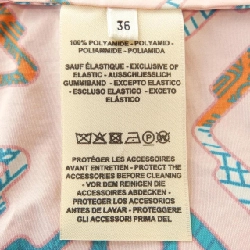 36
100% POLYAMIDE - POLYAMID -
POLIAMMIDE - POLIAMIDA
SAUF ÉLASTIQUE - EXCLUSIVE OF
ELASTIC - AUSSCHLIESSLICH
GUMMIBAND - EXCEPTO ELASTICO
- ESCLUSO ELASTICO - EXCETO
ELÁSTICO
PROTÉGER LES ACCESSOIRES
AVANT ENTRETIEN - PROTECT THE
ACCESSORIES BEFORE CLEANING
- VOR DEM REINIGEN DIE
ACCESSOIRES ABDECKEN -
PROTEGER LOS ACCESORIOS
ANTES DE LAVAR - PROTEGGERE
GLI ACCESSORI PRIMA DEL